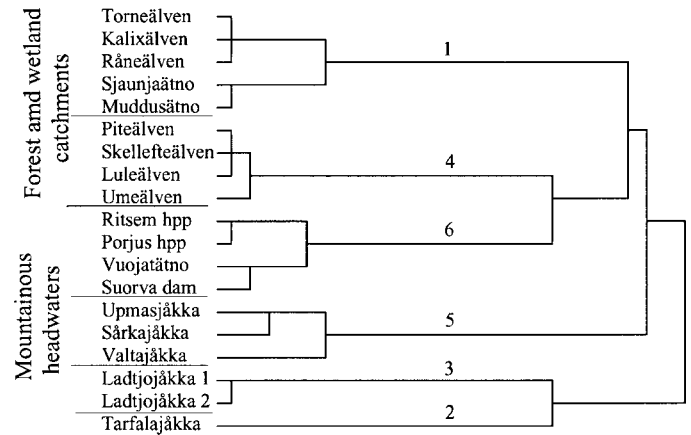 Forest amd wetland
catchments
Mountainous
headwaters
Torneälven
Kalixälven
Råneälven
Sjaunjaätno
Muddusätno
Piteälven
Skellefteälven
Luleälven
Umeälven
Ritsem hpp
Porjus hpp
Vuojatätno
Suorva dam
Upmasjåkka
Sårkajåkka
Valtajåkka
Ladtjojåkka 1
Ladtjojåkka 2
Tarfalajåkka
1
4
6
5
3
2